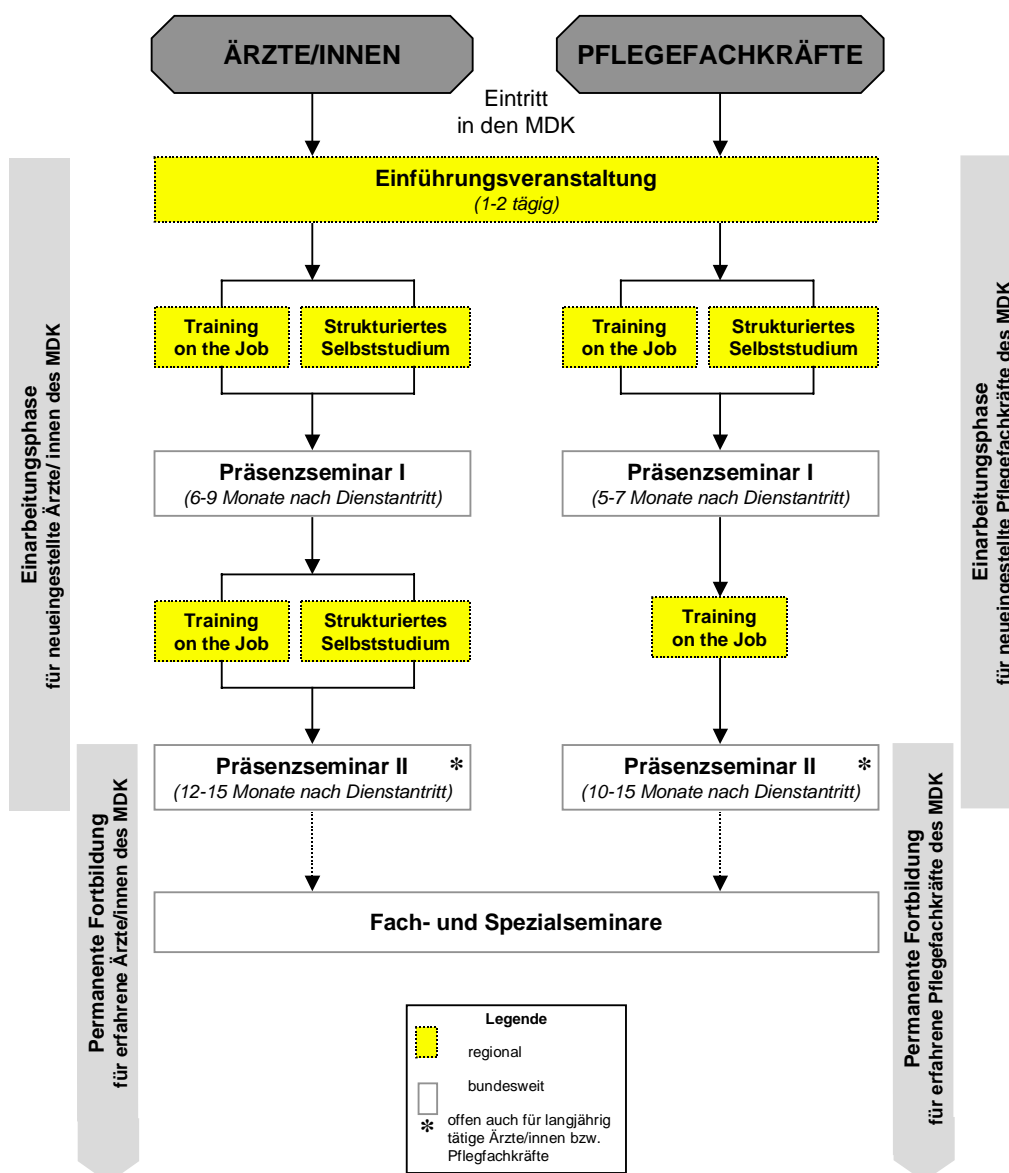 ÄRZTE/INNEN
PFLEGEFACHKRÄFTE
Eintritt
in den MDK
Einführungsveranstaltung
(1-2 tägig)
Training
on the Job
Strukturiertes
Selbststudium
Training
on the Job
Strukturiertes
Selbststudium
Präsenzseminar I
(6-9 Monate nach Dienstantritt)
Präsenzseminar I
(5-7 Monate nach Dienstantritt)
Training
on the Job
Strukturiertes
Selbststudium
Training
on the Job
Präsenzseminar II *
(12-15 Monate nach Dienstantritt)
Präsenzseminar II *
(10-15 Monate nach Dienstantritt)
Fach- und Spezialseminare
Einarbeitungsphase
für neueingestellte Ärzte/ innen des MDK
Permanente Fortbildung
für erfahrene Ärzte/innen des MDK
Einarbeitungsphase
für neueingestellte Pflegefachkräfte des MDK
Permanente Fortbildung
für erfahrene Pflegefachkräfte des MDK
Legende
regional
bundesweit
* offen auch für langjährig
tätige Ärzte/innen bzw.
Pflegfachkräfte